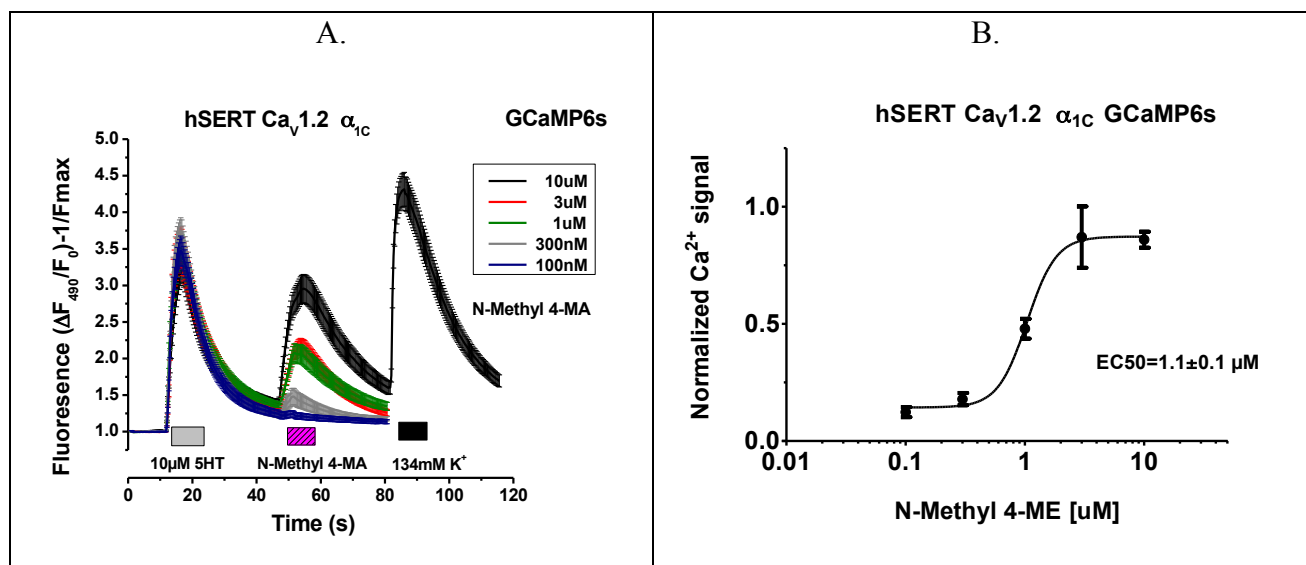 A.
hSERT CaV1.2 α1C GCaMP6s
Fluoresence (ΔF490/F0)-1/Fmax
5.0
4.5
4.0
3.5
3.0
2.5
2.0
1.5
1.0
10uM
3uM
1uM
300nM
100nM
N-Methyl 4-MA
10μM 5HT N-Methyl 4-MA 134mM K+
0 20 40 60 80 100 120
Time (s)
B.
hSERT CaV1.2 α1C GCaMP6s
Normalized Ca2+ signal
1.0
0.5
0.0
EC50=1.1±0.1 μM
0.01 0.1 1 10
N-Methyl 4-ME [uM]